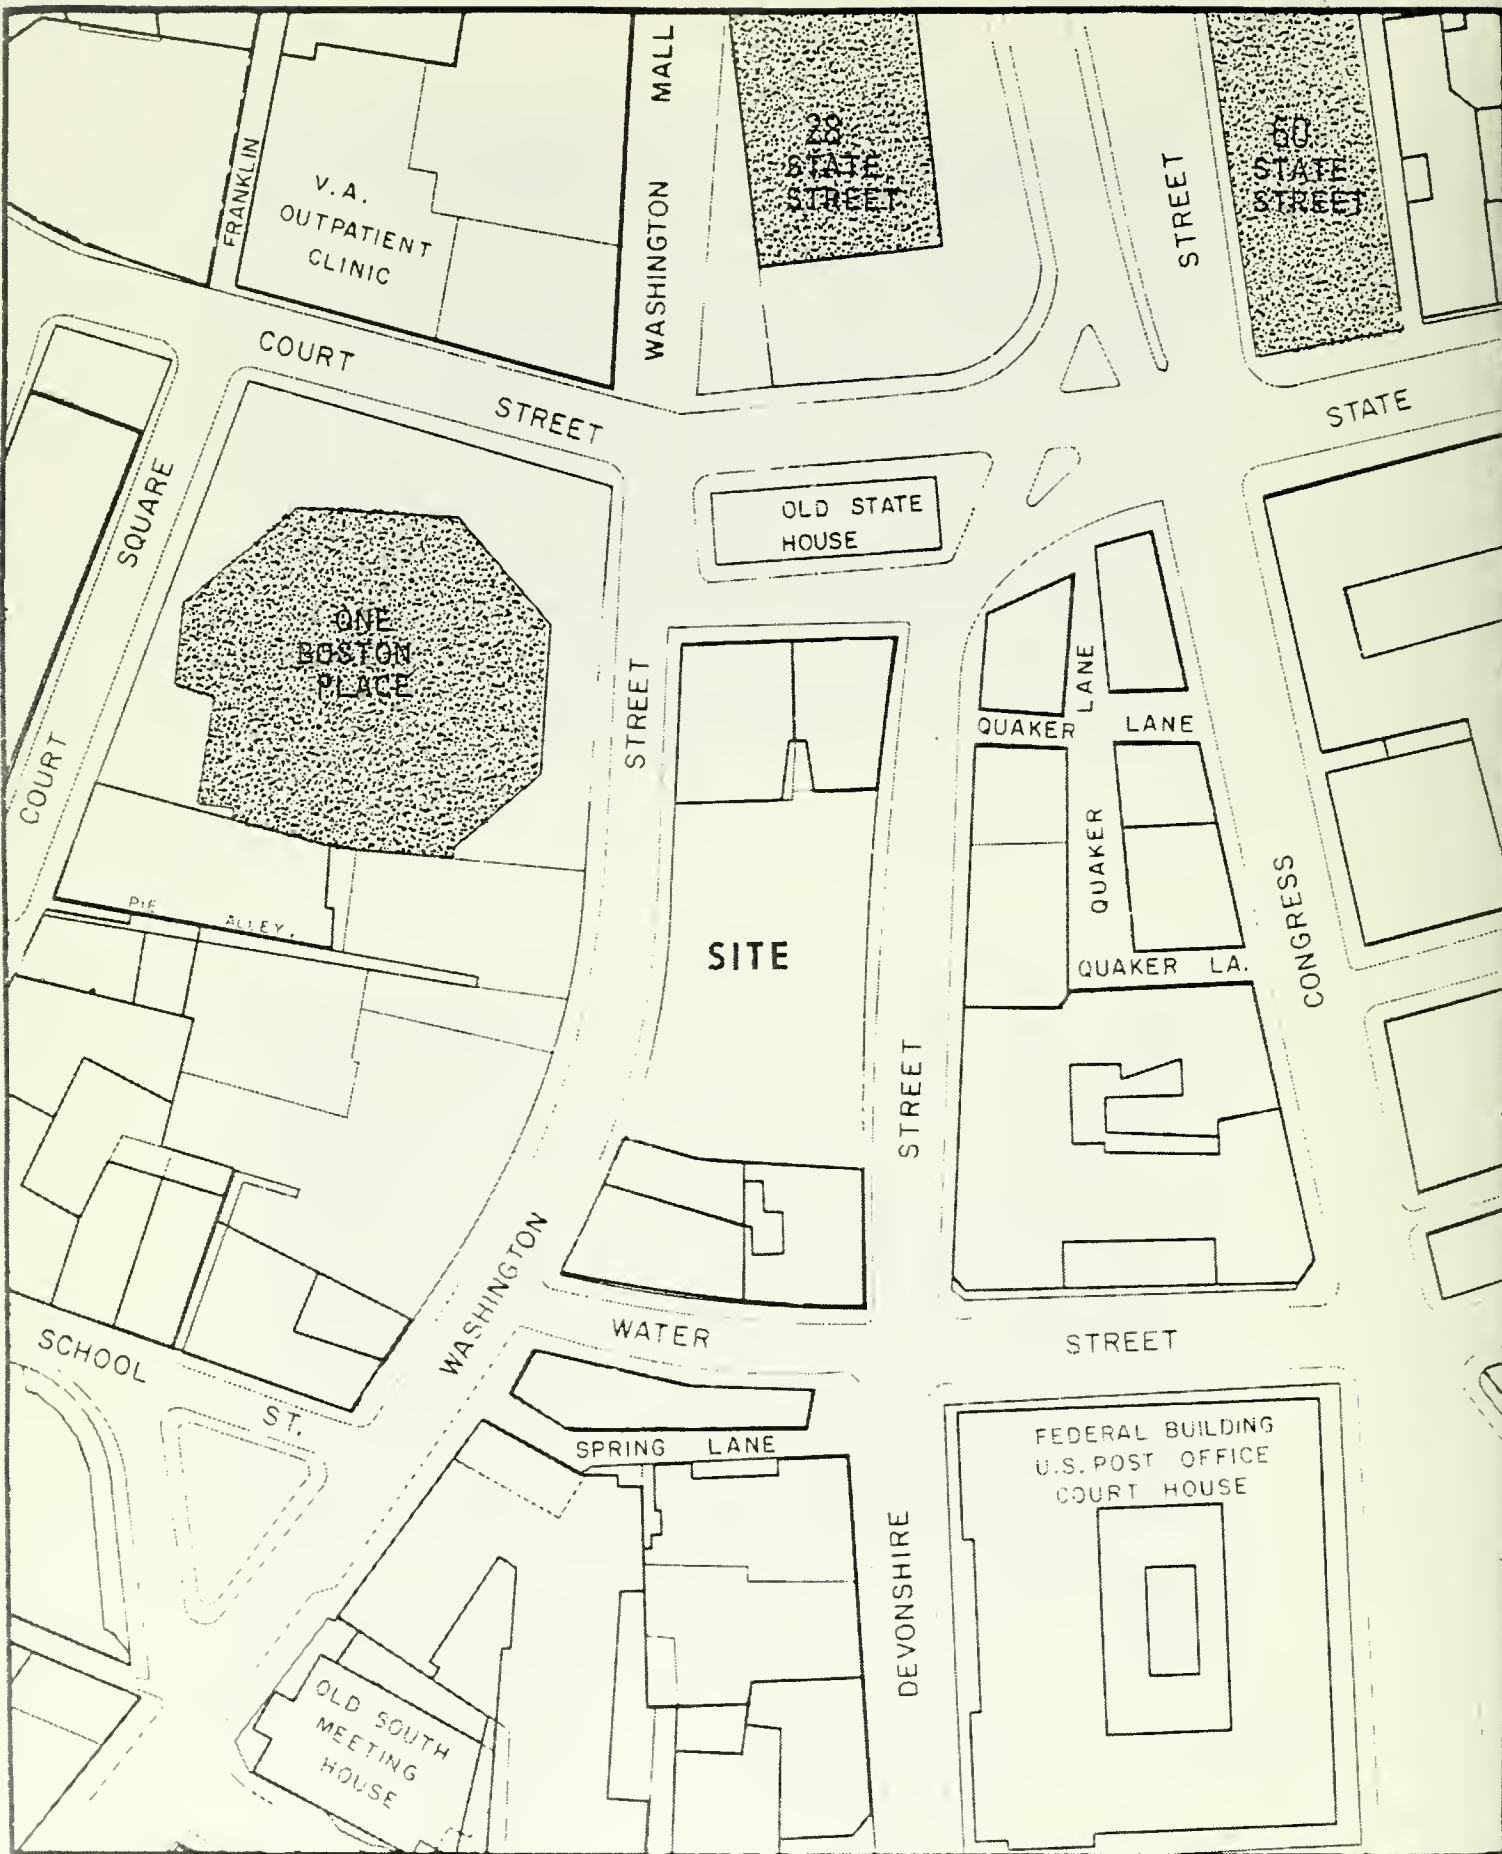 MALL
WASHINGTON
28
STATE
STREET
STREET
60
STATE
STREET
FRANKLIN
V.A.
OUTPATIENT
CLINIC
COURT
STREET
STATE
SQUARE
COURT
OLD STATE
HOUSE
ONE
BOSTON
PLACE
STREET
LANE
QUAKER LANE
QUAKER
QUAKER LA.
CONGRESS
PIE ALLEY.
SITE
STREET
WASHINGTON
WATER
STREET
SCHOOL
ST.
SPRING LANE
FEDERAL BUILDING
U.S. POST OFFICE
COURT HOUSE
DEVONSHIRE
OLD SOUTH
MEETING
HOUSE